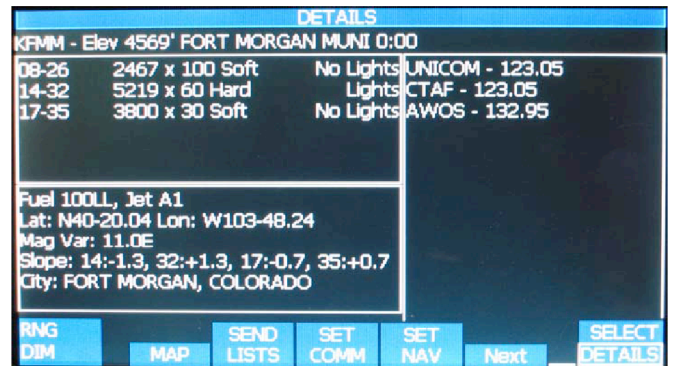 DETAILS
KFMM - Elev 4569' FORT MORGAN MUNI 0:00
08-26 2467 x 100 Soft No Lights
14-32 5219 x 60 Hard Lights
17-35 3800 x 30 Soft No Lights
UNICOM - 123.05
CTAF - 123.05
AWOS - 132.95
Fuel 100LL, Jet A1
Lat: N40-20.04 Lon: W103-48.24
Mag Var: 11.0E
Slope: 14:-1.3, 32:+1.3, 17:-0.7, 35:+0.7
City: FORT MORGAN, COLORADO
RNG
DIM
MAP
SEND
LISTS
SET
COMM
SET
NAV
Next
SELECT
DETAILS